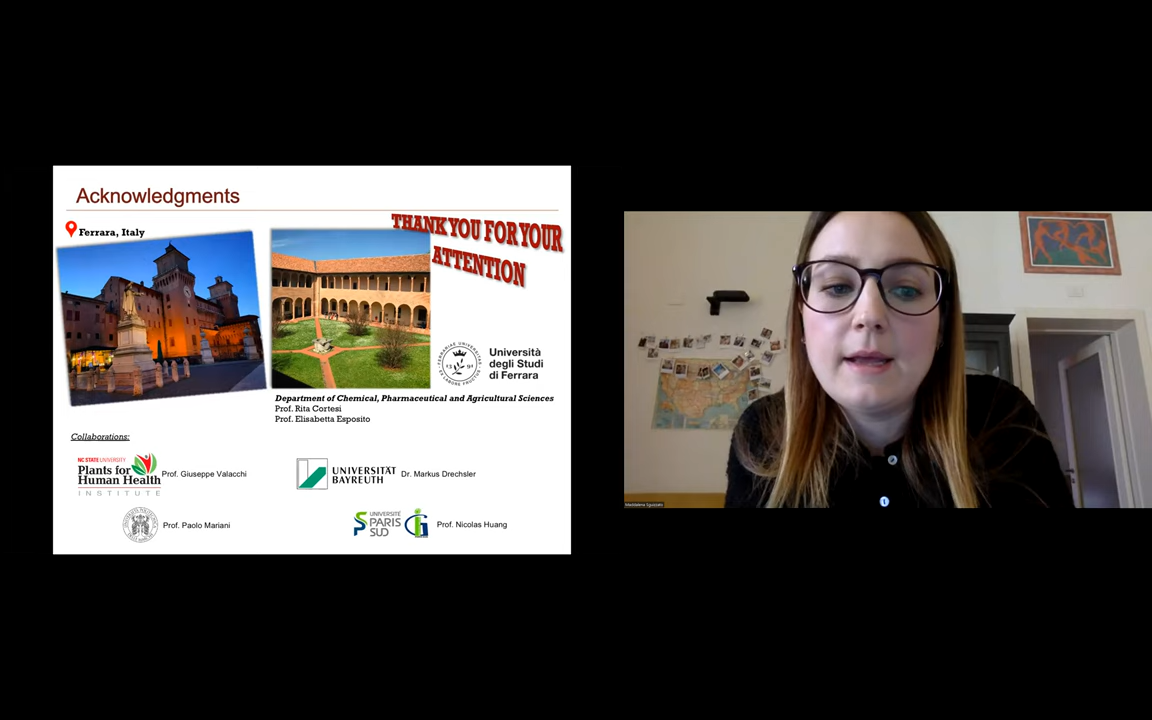 Acknowledgments
Ferrara, Italy
THANK YOU FOR YOUR
ATTENTION
Università
degli Studi
di Ferrara
Department of Chemical, Pharmaceutical and Agricultural Sciences
Prof. Rita Cortesi
Prof. Elisabetta Esposito
Collaborations:
NC STATE UNIVERSITY
Plants for
Human Health
INSTITUTE
Prof. Giuseppe Valacchi
UNIVERSITÄT
BAYREUTH
Dr. Markus Drechsler
Prof. Paolo Mariani
UNIVERSITÉ
PARIS
SUD
Prof. Nicolas Huang
Maddalena Sguizzato